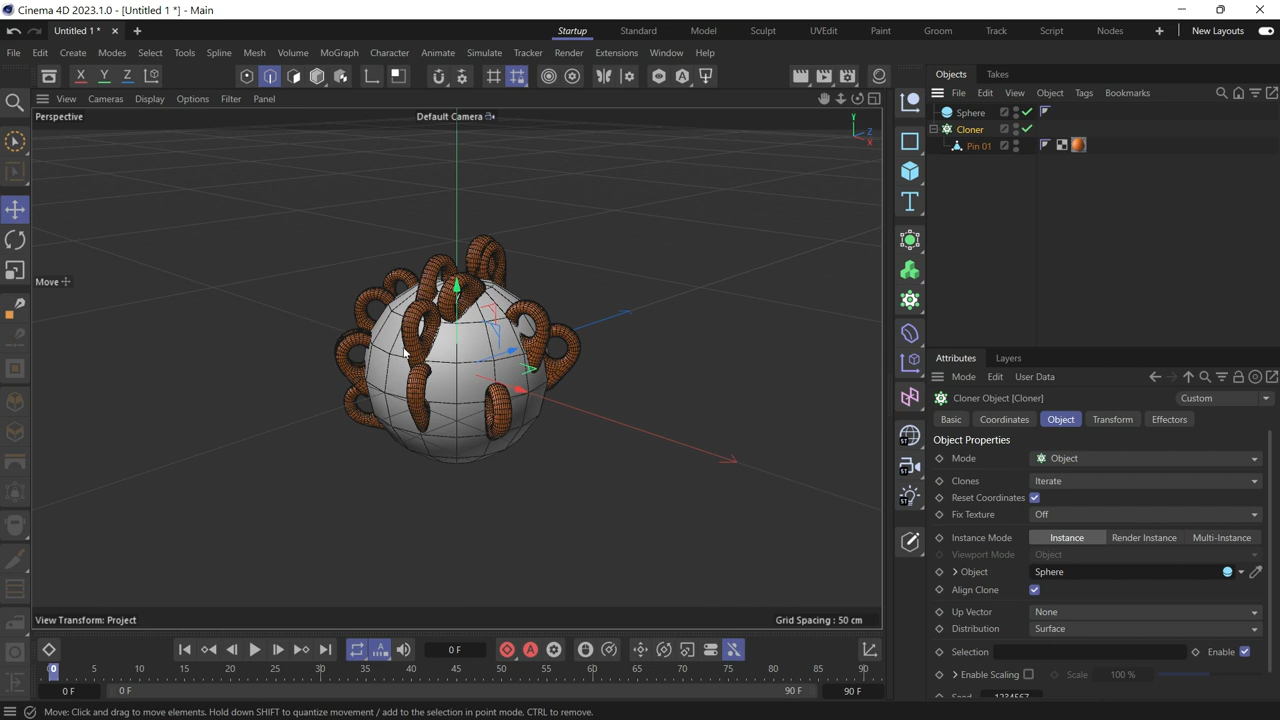 Cinema 4D 2023.1.0 - [Untitled 1 *] - Main
Untitled 1 *
Startup Standard Model Sculpt UVEdit Paint Groom Track Script Nodes New Layouts
File Edit Create Modes Select Tools Spline Mesh Volume MoGraph Character Animate Simulate Tracker Render Extensions Window Help
X Y Z
Objects Takes
View Cameras Display Options Filter Panel
File Edit View Object Tags Bookmarks
Perspective
Default Camera
Y
Z
X
Sphere
Cloner
Pin 01
Move
Attributes Layers
Mode Edit User Data
Cloner Object [Cloner]
Custom
Basic Coordinates Object Transform Effectors
Object Properties
Mode Object
Clones Iterate
Reset Coordinates
Fix Texture Off
Instance Mode Instance Render Instance Multi-Instance
Viewport Mode Object
Object Sphere
Align Clone
Up Vector None
Distribution Surface
Selection Enable
Enable Scaling Scale 100 %
Seed 1234567
View Transform: Project
Grid Spacing : 50 cm
0 F
0 5 10 15 20 25 30 35 40 45 50 55 60 65 70 75 80 85 90
0 F 0 F 90 F 90 F
Move: Click and drag to move elements. Hold down SHIFT to quantize movement / add to the selection in point mode, CTRL to remove.